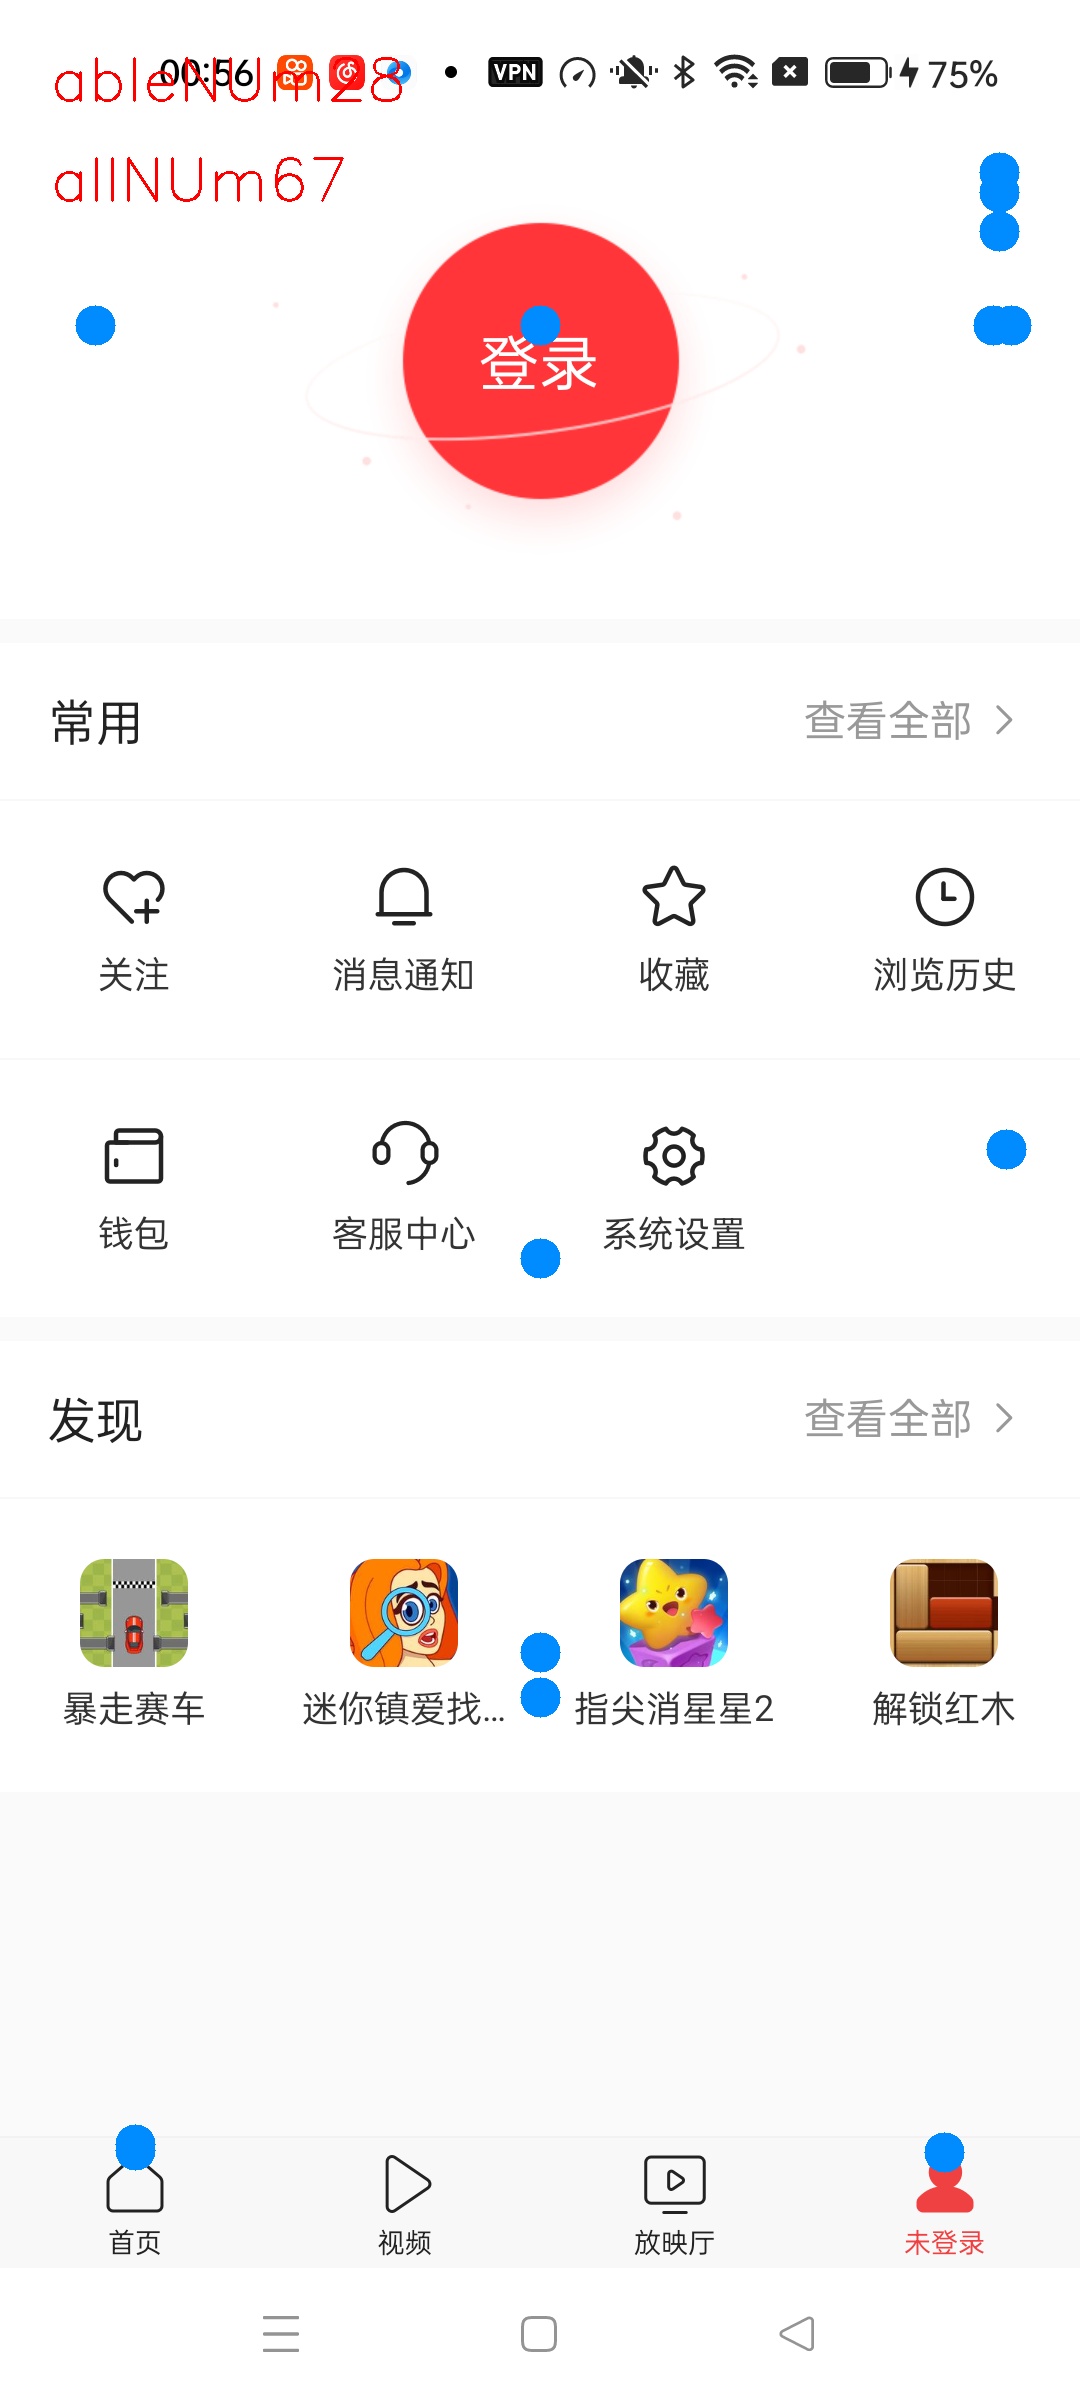 00:56 VPN 75%
ableNUm28
allNUm67
登录
常用 查看全部
关注 消息通知 收藏 浏览历史
钱包 客服中心 系统设置
发现 查看全部
暴走赛车 迷你镇爱找... 指尖消星星2 解锁红木
首页 视频 放映厅 未登录